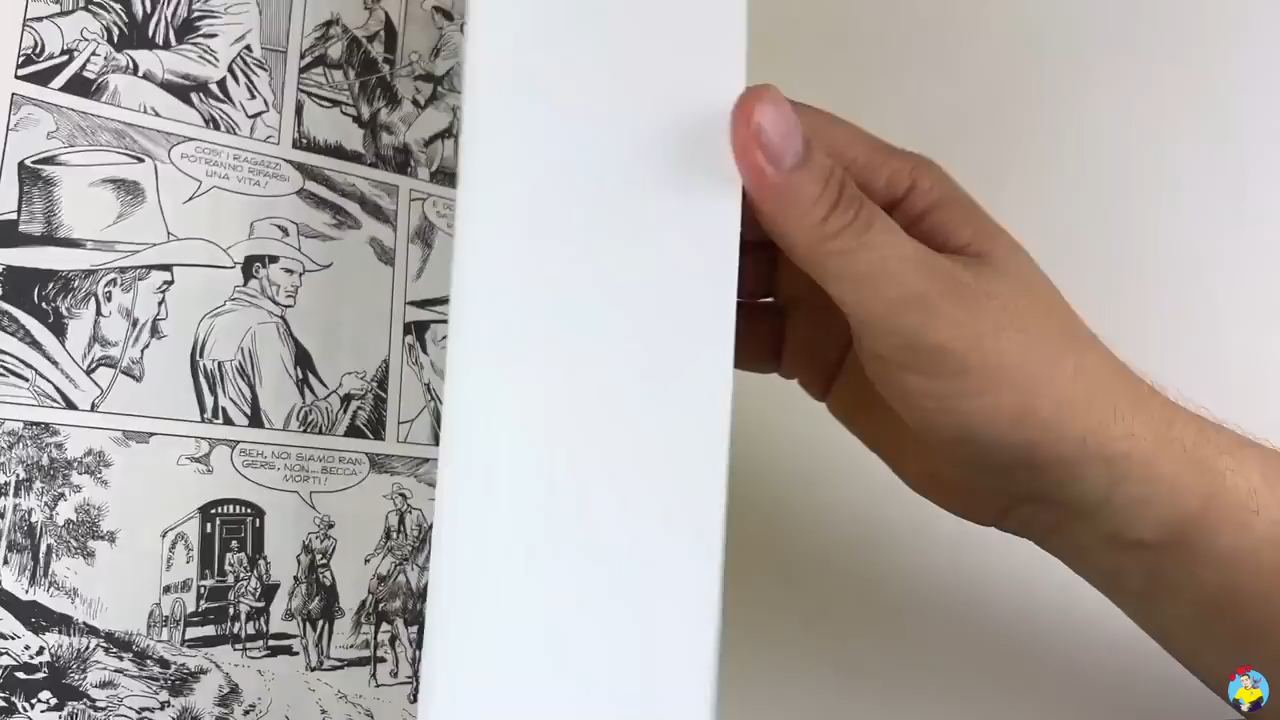 COSÌ I RAGAZZI
POTRANNO RIFARSI
UNA VITA!
BEH, NOI SIAMO RAN-
GERS, NON... BECCA-
MORTI!